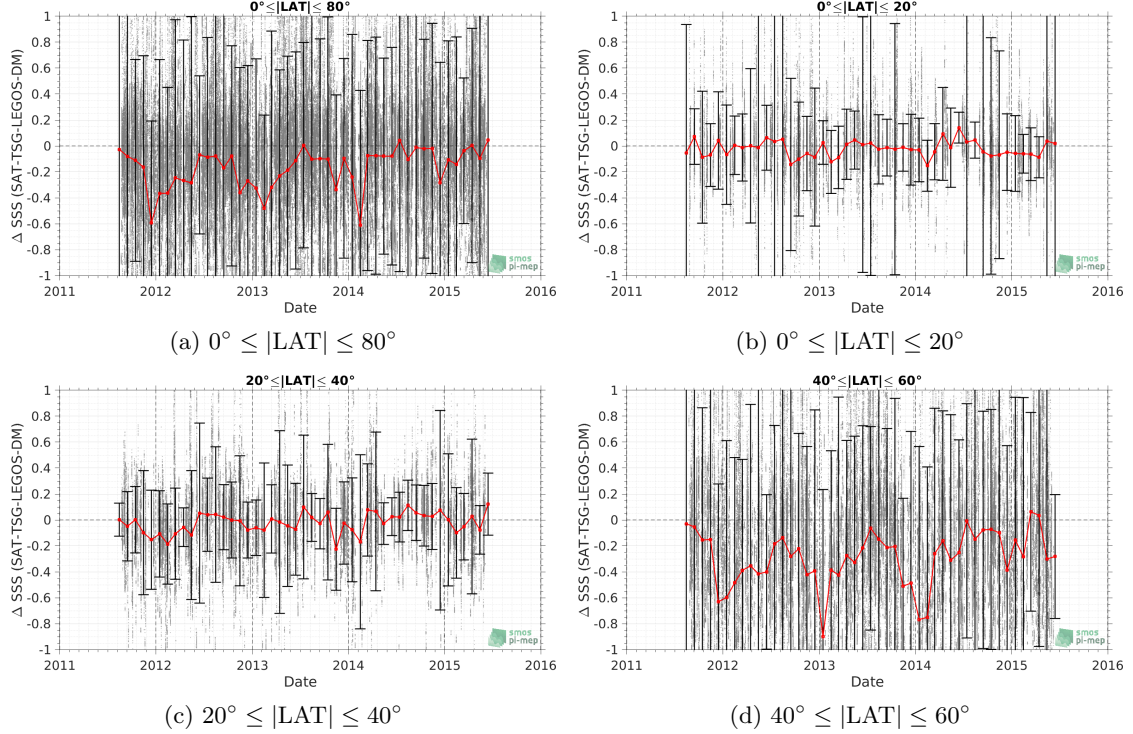 0°≤|LAT|≤ 80°
Δ SSS (SAT-TSG-LEGOS-DM)
1
0.8
0.6
0.4
0.2
0
-0.2
-0.4
-0.6
-0.8
-1
2011
2012
2013
2014
2015
2016
Date
smos
pi-mep
(a) 0° ≤ |LAT| ≤ 80°
0°≤|LAT|≤ 20°
Δ SSS (SAT-TSG-LEGOS-DM)
1
0.8
0.6
0.4
0.2
0
-0.2
-0.4
-0.6
-0.8
-1
2011
2012
2013
2014
2015
2016
Date
smos
pi-mep
(b) 0° ≤ |LAT| ≤ 20°
20°≤|LAT|≤ 40°
Δ SSS (SAT-TSG-LEGOS-DM)
1
0.8
0.6
0.4
0.2
0
-0.2
-0.4
-0.6
-0.8
-1
2011
2012
2013
2014
2015
2016
Date
smos
pi-mep
(c) 20° ≤ |LAT| ≤ 40°
40°≤|LAT|≤ 60°
Δ SSS (SAT-TSG-LEGOS-DM)
1
0.8
0.6
0.4
0.2
0
-0.2
-0.4
-0.6
-0.8
-1
2011
2012
2013
2014
2015
2016
Date
smos
pi-mep
(d) 40° ≤ |LAT| ≤ 60°